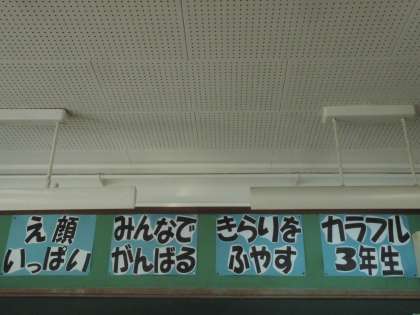 え顔
いっぱい
みんなで
がんばる
きらりを
ふやす
カラフル
3年生